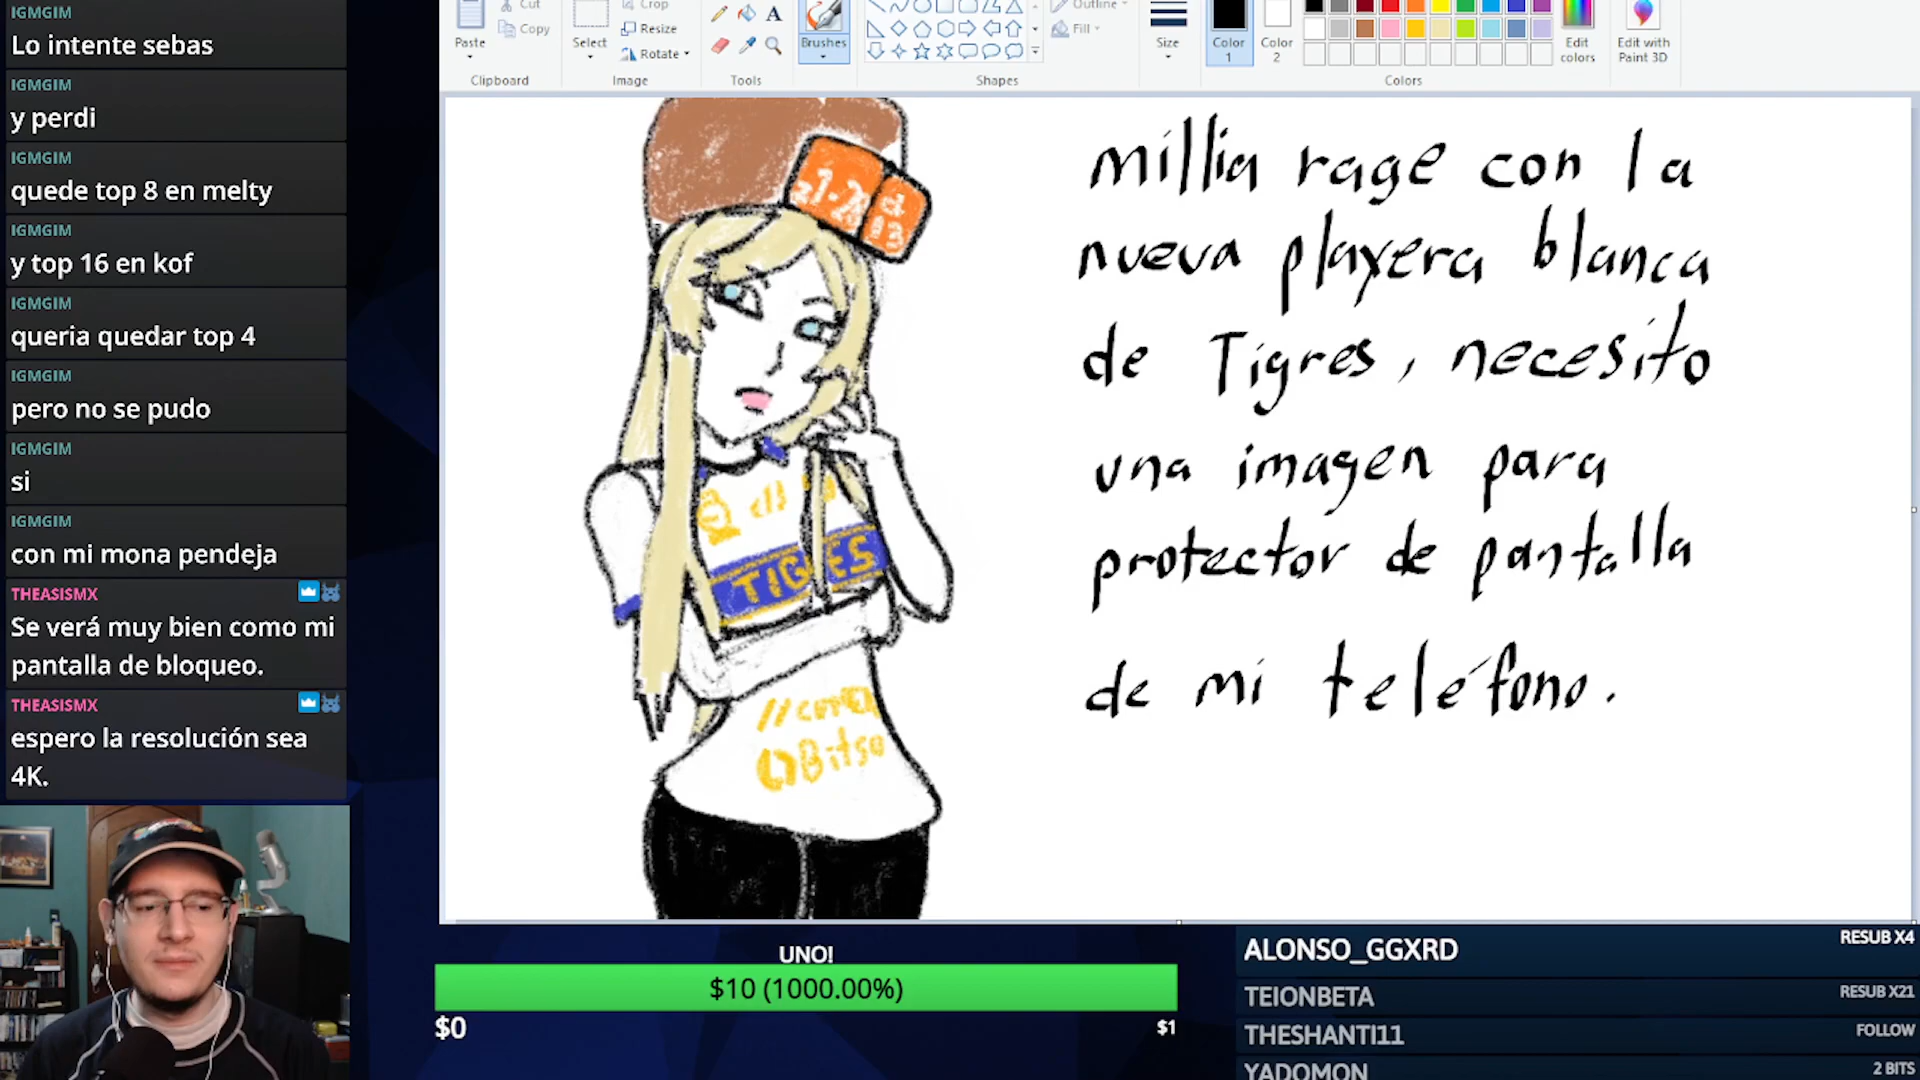 IGMGIM
Lo intente sebas
IGMGIM
y perdi
IGMGIM
quede top 8 en melty
IGMGIM
y top 16 en kof
IGMGIM
queria quedar top 4
IGMGIM
pero no se pudo
IGMGIM
si
IGMGIM
con mi mona pendeja
THEASISMX
Se verá muy bien como mi
pantalla de bloqueo.
THEASISMX
espero la resolución sea
4K.
Paste
Cut
Copy
Clipboard
Select
Crop
Resize
Rotate
Image
A
Tools
Brushes
Shapes
Outline
Fill
Size
Color
1
Color
2
Colors
Edit
colors
Edit with
Paint 3D
TIGRES
Bitso
millia rage con la
nueva playera blanca
de Tigres, necesito
una imagen para
protector de pantalla
de mi teléfono.
UNO!
$10 (1000.00%)
$0
$1
ALONSO_GGXRD
RESUB X4
TEIONBETA
RESUB X21
THESHANTI11
FOLLOW
YADOMON
2 BITS